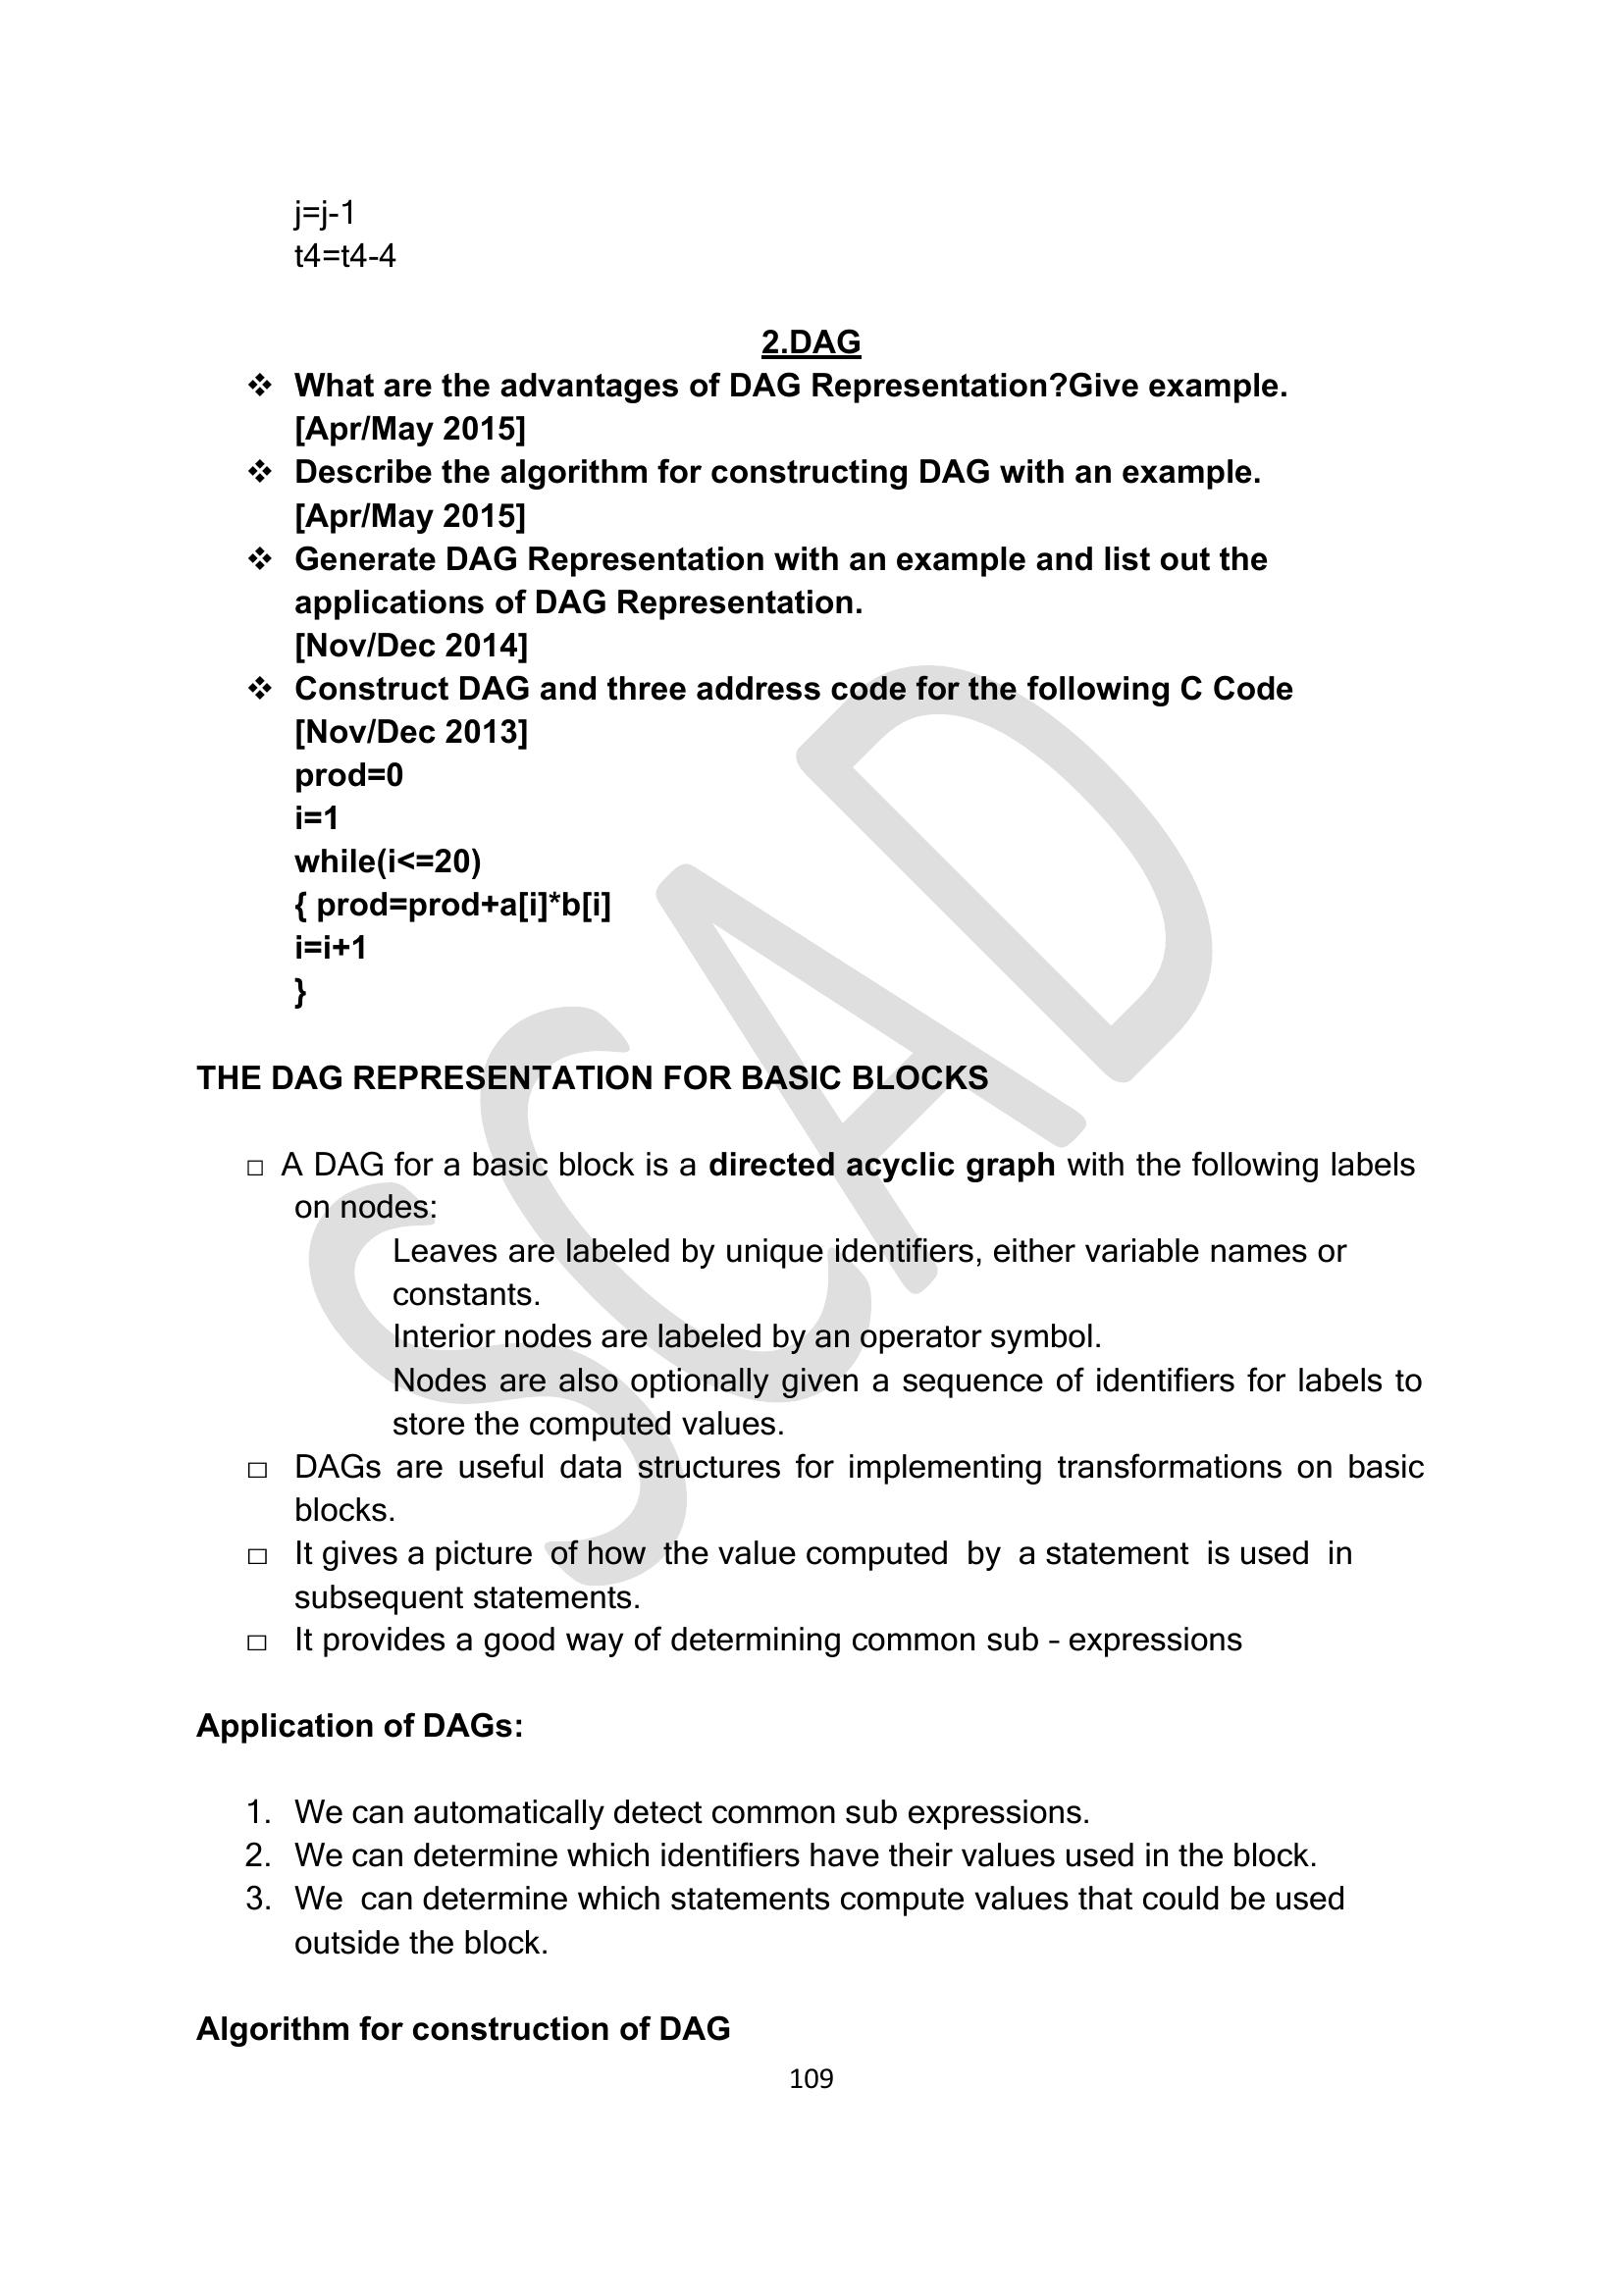 j=j-1
t4=t4-4
2.DAG
❖ What are the advantages of DAG Representation?Give example.
[Apr/May 2015]
❖ Describe the algorithm for constructing DAG with an example.
[Apr/May 2015]
❖ Generate DAG Representation with an example and list out the
applications of DAG Representation.
[Nov/Dec 2014]
❖ Construct DAG and three address code for the following C Code
[Nov/Dec 2013]
prod=0
i=1
while(i<=20)
{ prod=prod+a[i]*b[i]
i=i+1
}
THE DAG REPRESENTATION FOR BASIC BLOCKS
□ A DAG for a basic block is a directed acyclic graph with the following labels
on nodes:
Leaves are labeled by unique identifiers, either variable names or
constants.
Interior nodes are labeled by an operator symbol.
Nodes are also optionally given a sequence of identifiers for labels to
store the computed values.
□ DAGs are useful data structures for implementing transformations on basic
blocks.
□ It gives a picture of how the value computed by a statement is used in
subsequent statements.
□ It provides a good way of determining common sub - expressions
Application of DAGs:
1. We can automatically detect common sub expressions.
2. We can determine which identifiers have their values used in the block.
3. We can determine which statements compute values that could be used
outside the block.
Algorithm for construction of DAG
109
SCAD